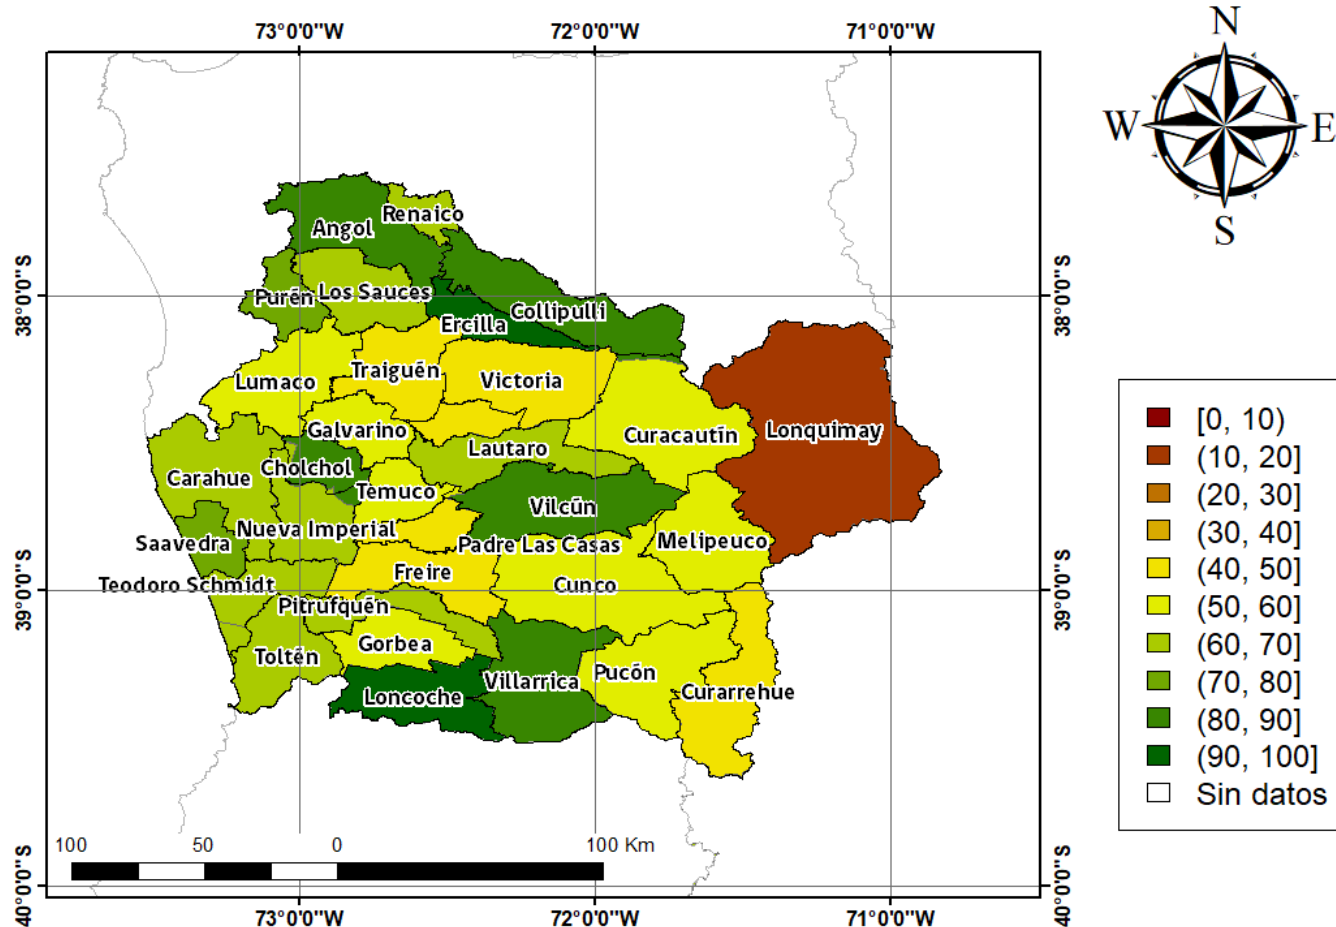 73°0'0"W 72°0'0"W 71°0'0"W
N
W E
S
38°0'0"S 38°0'0"S
39°0'0"S 39°0'0"S
40°0'0"S 40°0'0"S
Renaico
Angol
Purén Los Sauces
Collipulli
Ercilla
Traiguén
Victoria
Lumaco
Galvarino
Curacautín Lonquimay
Lautaro
Cholchol
Carahue
Temuco
Vilcún
Nueva Imperial
Saavedra Padre Las Casas Melipeuco
Freire
Teodoro Schmidt Cunco
Pitrufquén
Gorbea
Toltén
Pucón
Villarrica
Curarrehue
Loncoche
100 50 0 100 Km
73°0'0"W 72°0'0"W 71°0'0"W
[0, 10)
(10, 20]
(20, 30]
(30, 40]
(40, 50]
(50, 60]
(60, 70]
(70, 80]
(80, 90]
(90, 100]
Sin datos